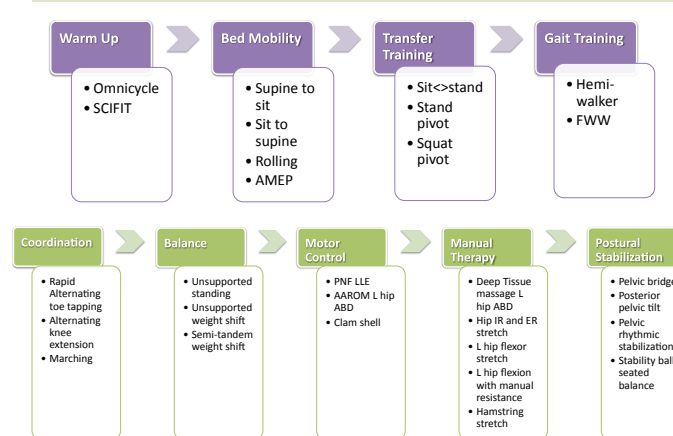 Warm Up
• Omnicycle
• SCIFIT
Bed Mobility
• Supine to
sit
• Sit to
supine
• Rolling
• AMEP
Transfer
Training
• Sit<>stand
• Stand
pivot
• Squat
pivot
Gait Training
• Hemi-
walker
• FWW
Coordination
• Rapid
Alternating
toe tapping
• Alternating
knee
extension
• Marching
Balance
• Unsupported
standing
• Unsupported
weight shift
• Semi-tandem
weight shift
Motor
Control
• PNF LLE
• AAROM L hip
ABD
• Clam shell
Manual
Therapy
• Deep Tissue
massage L
hip ABD
• Hip IR and ER
stretch
• L hip flexor
stretch
• L hip flexion
with manual
resistance
• Hamstring
stretch
Postural
Stabilization
• Pelvic bridge
• Posterior
pelvic tilt
• Pelvic
rhythmic
stabilization
• Stability ball
seated
balance